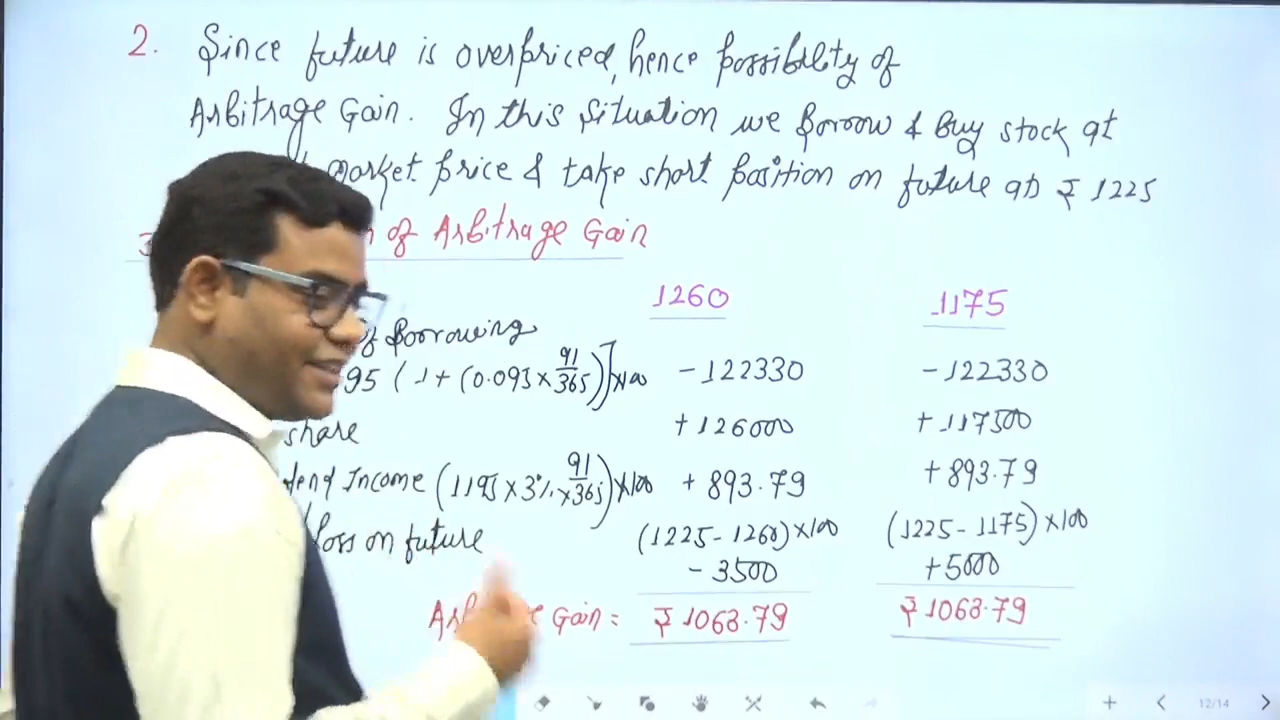 2. Since future is overpriced, hence possibility of
Arbitrage Gain. In this situation we Borrow & Buy stock at
market price & take short position on future at ₹ 1225
3
of Arbitrage Gain
1260 1175
of Borrowing
95 (1 + (0.093 × 91/365))] × 100 - 122330 - 122330
share + 126000 + 117500
dend Income (1195 × 3% × 91/365) × 100 + 893.79 + 893.79
loss on future (1225 - 1260) × 100 (1225 - 1175) × 100
- 3500 + 5000
Gain = ₹ 1063.79 ₹ 1063.79
12/14